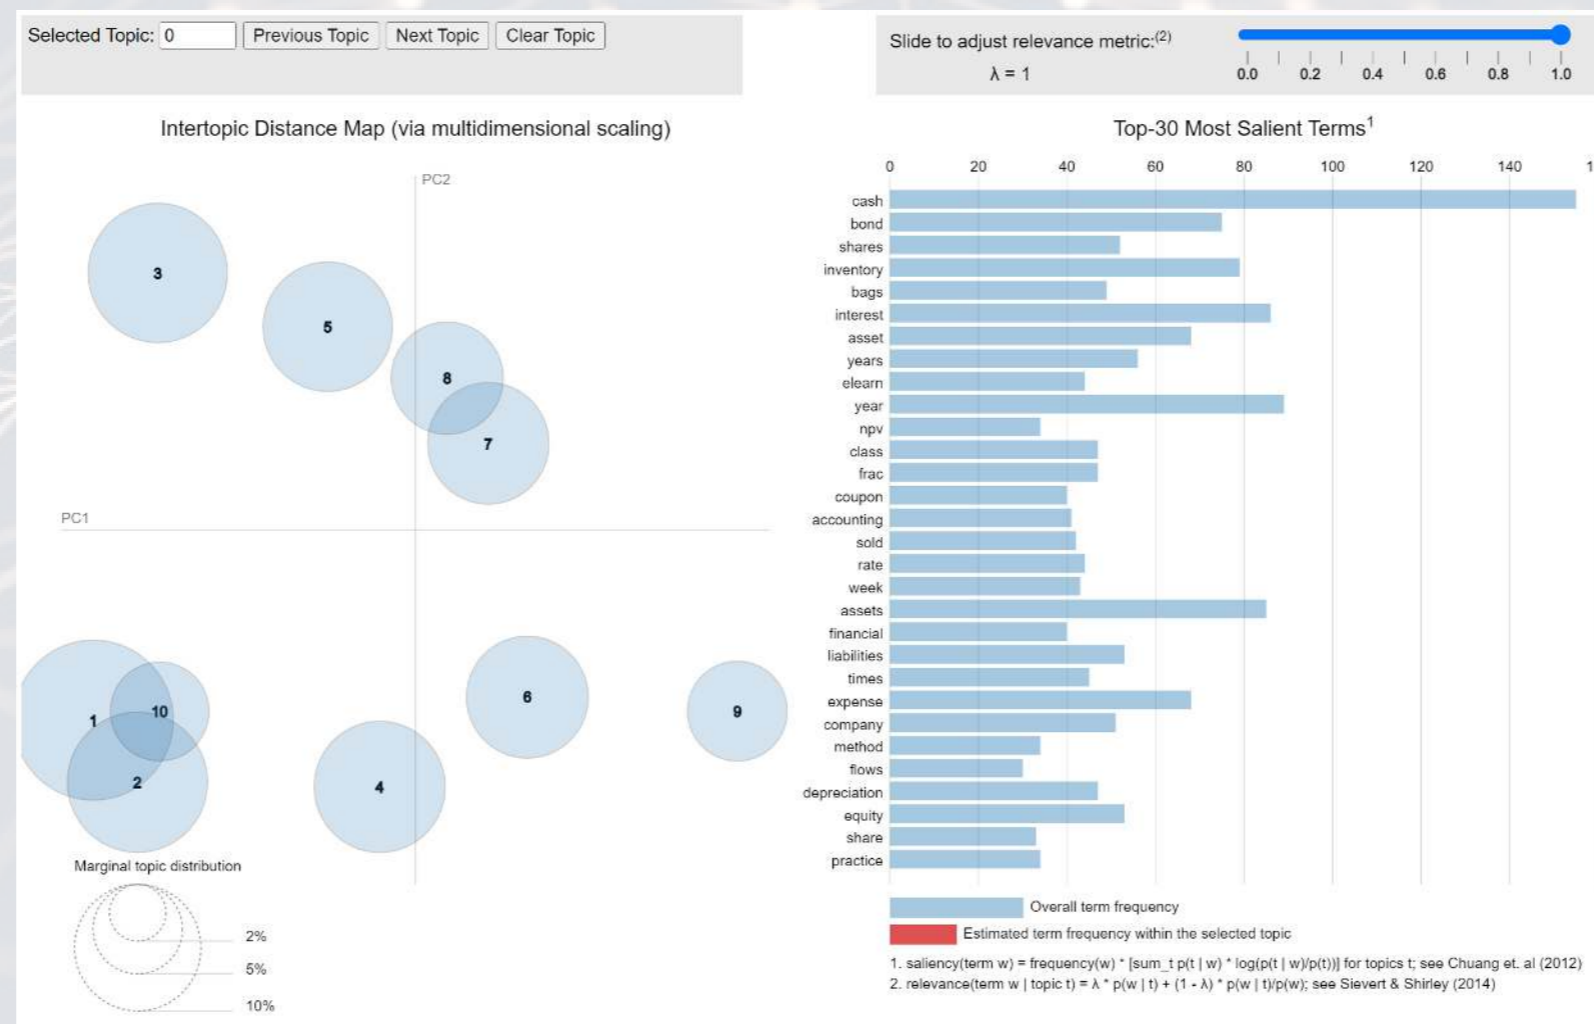 Selected Topic: 0 Previous Topic Next Topic Clear Topic
Slide to adjust relevance metric:(2)
λ = 1
0.0 0.2 0.4 0.6 0.8 1.0
Intertopic Distance Map (via multidimensional scaling)
PC2
3
5
8
7
PC1
6
9
1
10
2
4
Marginal topic distribution
2%
5%
10%
Top-30 Most Salient Terms1
0 20 40 60 80 100 120 140 1
cash
bond
shares
inventory
bags
interest
asset
years
elearn
year
npv
class
frac
coupon
accounting
sold
rate
week
assets
financial
liabilities
times
expense
company
method
flows
depreciation
equity
share
practice
Overall term frequency
Estimated term frequency within the selected topic
1. saliency(term w) = frequency(w) * [sum_t p(t | w) * log(p(t | w)/p(t))] for topics t; see Chuang et. al (2012)
2. relevance(term w | topic t) = λ * p(w | t) + (1 - λ) * p(w | t)/p(w); see Sievert & Shirley (2014)